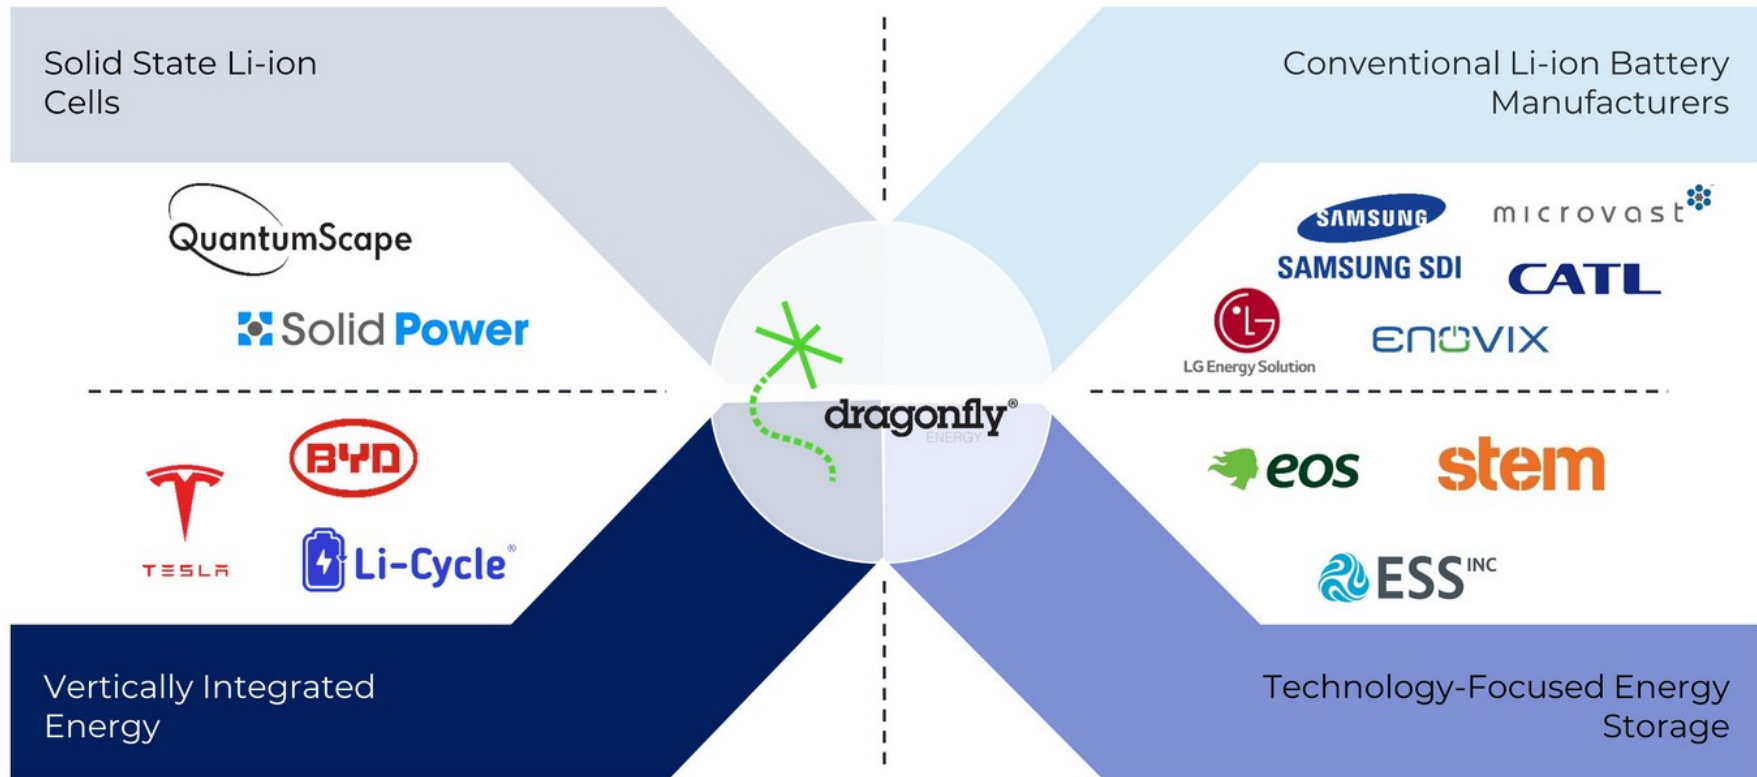 Solid State Li-ion
Cells
Conventional Li-ion Battery
Manufacturers
QuantumScape
Solid Power
SAMSUNG
SAMSUNG SDI
microvast
CATL
LG
LG Energy Solution
ENOVIX
dragonfly®
ENERGY
BYD
TESLA
Li-Cycle®
eos
stem
ESS INC
Vertically Integrated
Energy
Technology-Focused Energy
Storage